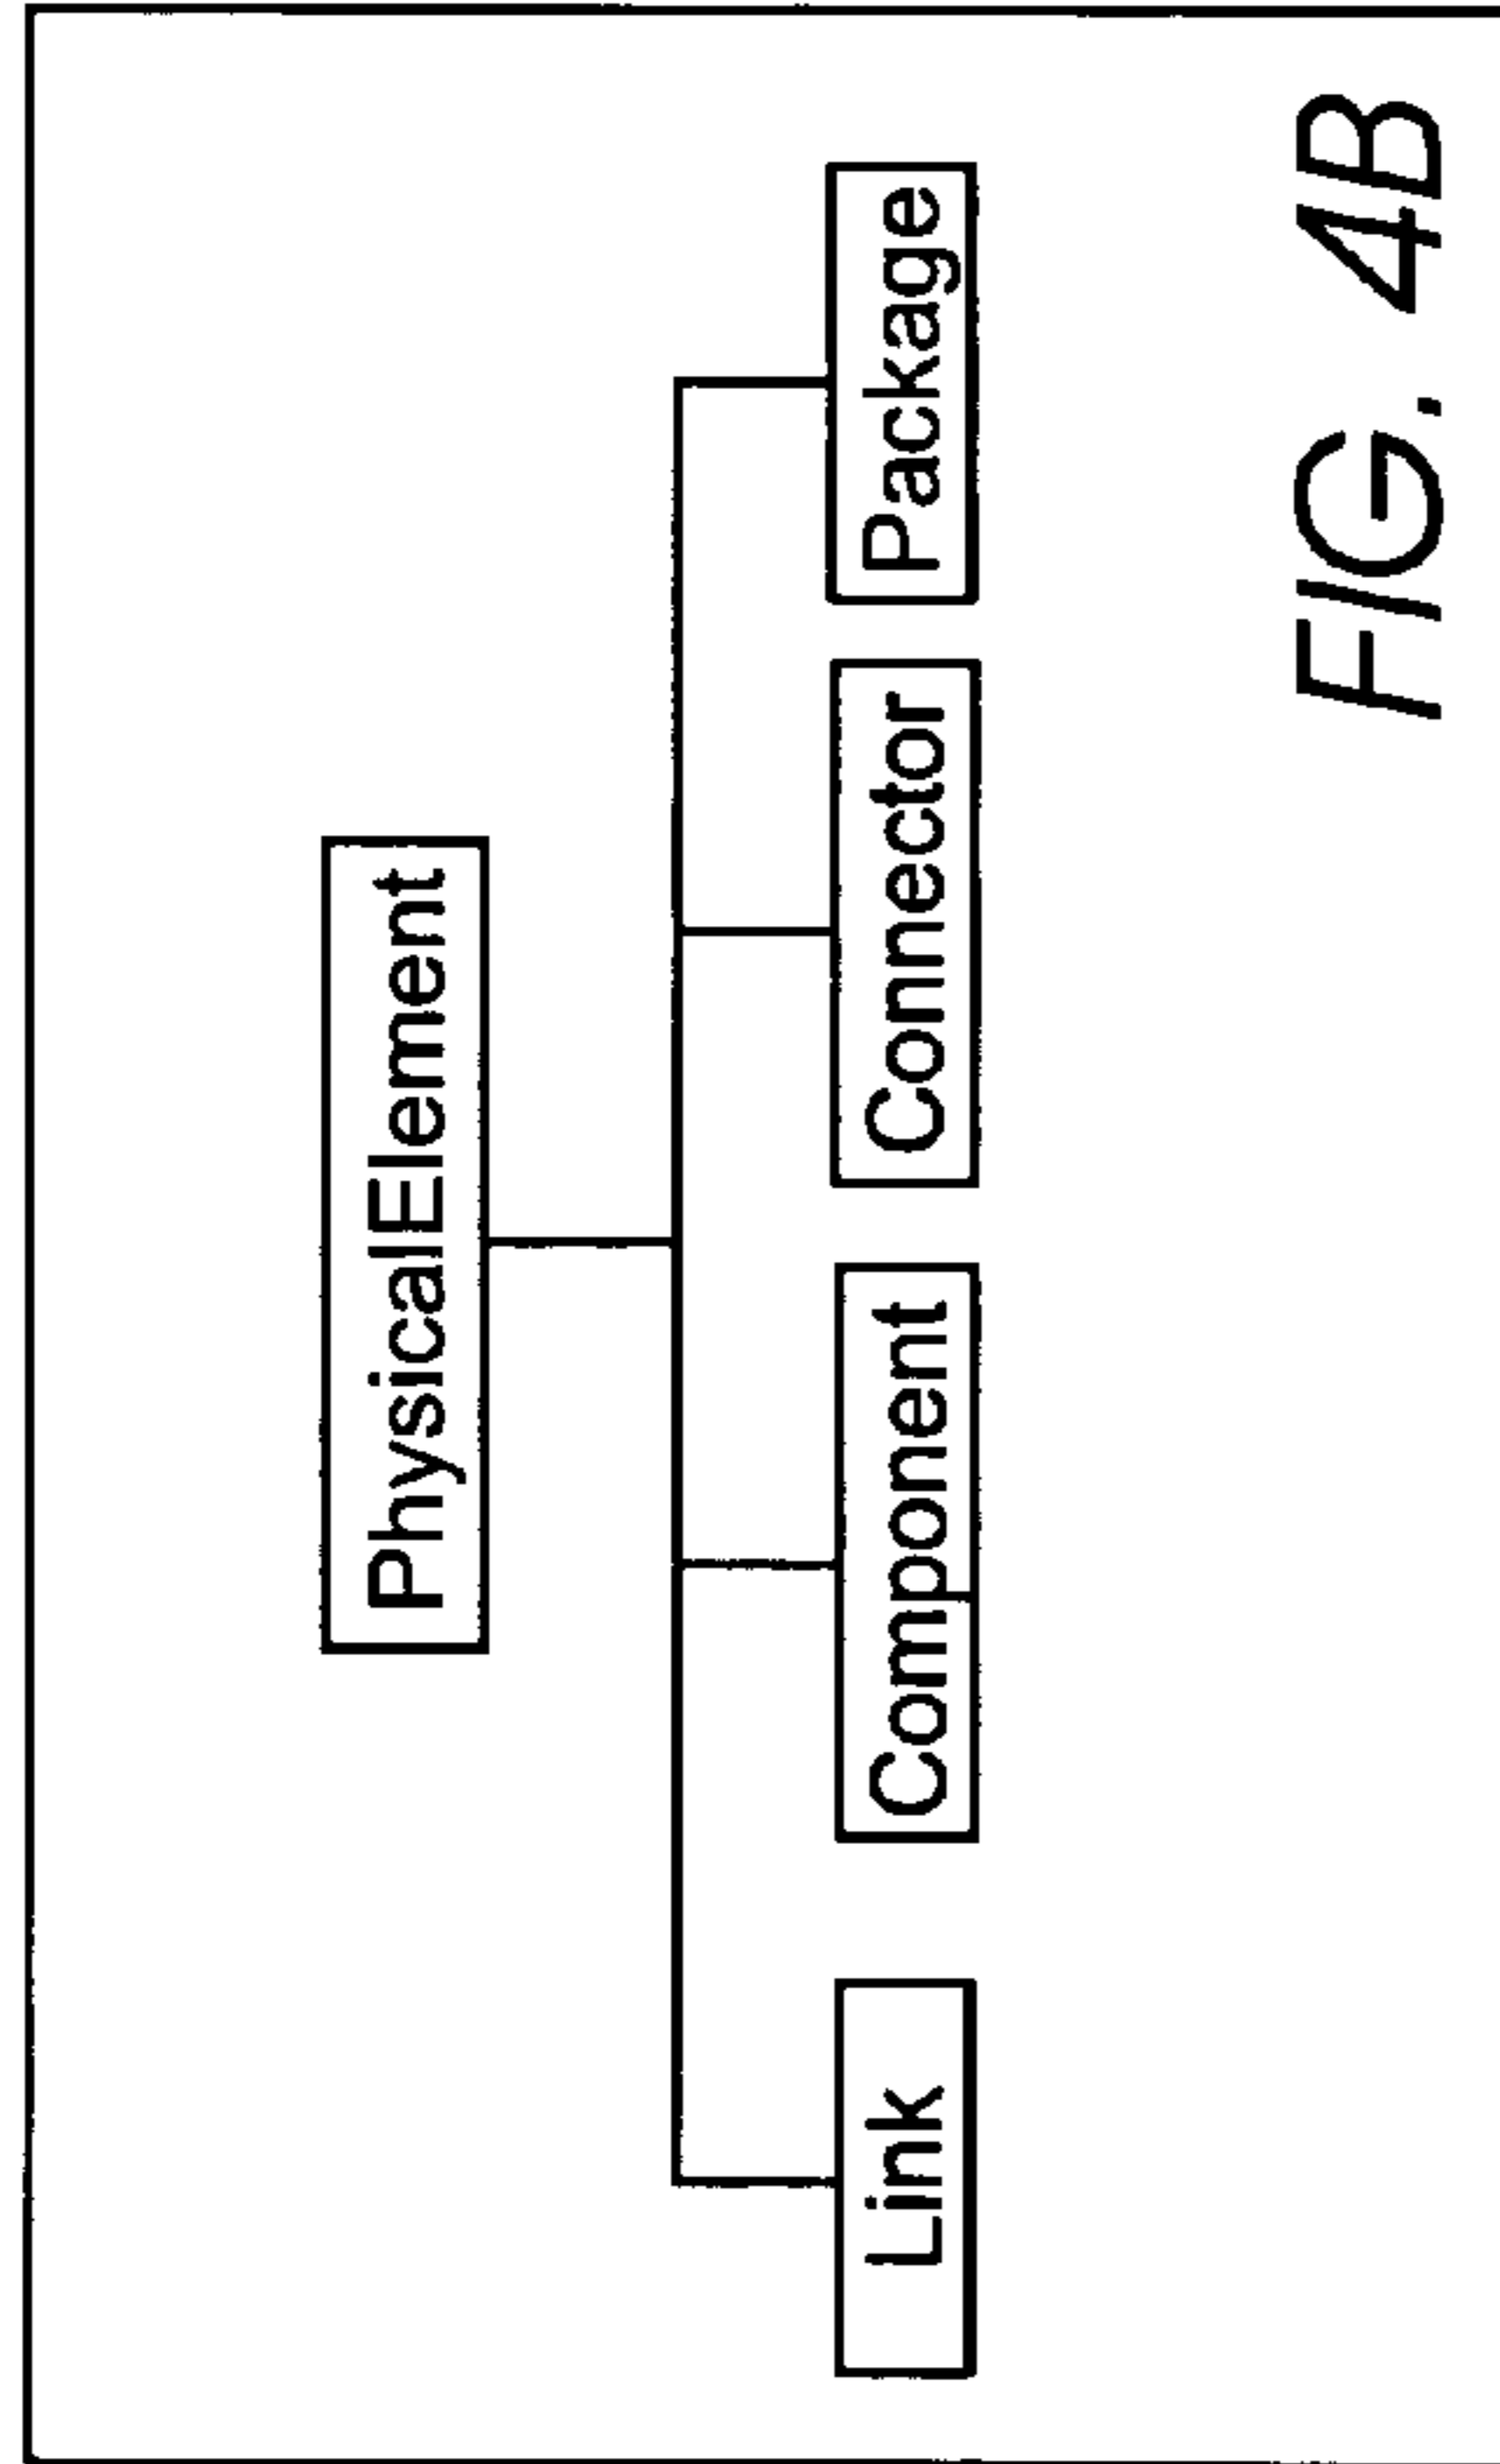 PhysicalElement
Link
Component
Connector
Package
FIG. 4B